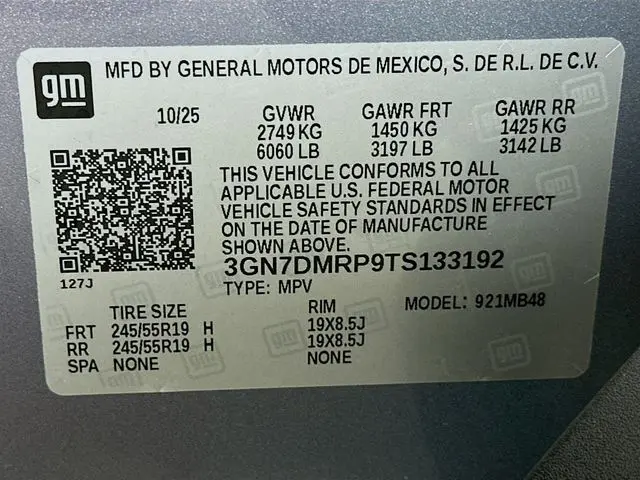 gm
MFD BY GENERAL MOTORS DE MEXICO, S. DE R.L. DE C.V.
10/25 GVWR GAWR FRT GAWR RR
2749 KG 1450 KG 1425 KG
6060 LB 3197 LB 3142 LB
THIS VEHICLE CONFORMS TO ALL
APPLICABLE U.S. FEDERAL MOTOR
VEHICLE SAFETY STANDARDS IN EFFECT
ON THE DATE OF MANUFACTURE
SHOWN ABOVE.
3GN7DMRP9TS133192
127J
TYPE: MPV MODEL: 921MB48
TIRE SIZE RIM
FRT 245/55R19 H 19X8.5J
RR 245/55R19 H 19X8.5J
SPA NONE NONE